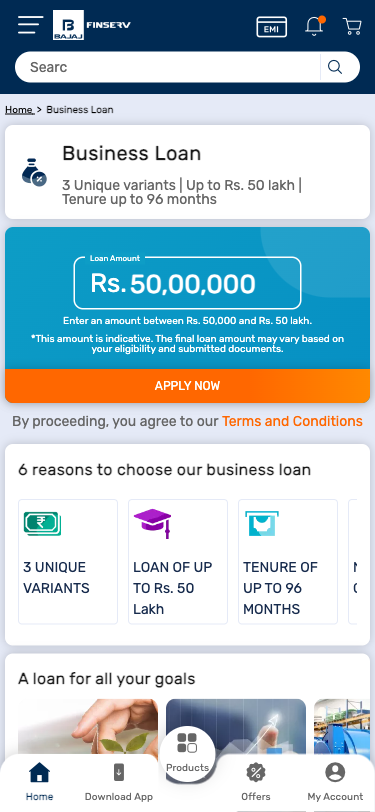 BAJAJ
FINSERV
EMI
Searc
Home > Business Loan
Business Loan
3 Unique variants | Up to Rs. 50 lakh |
Tenure up to 96 months
Loan Amount
Rs. 50,00,000
Enter an amount between Rs. 50,000 and Rs. 50 lakh.
*This amount is indicative. The final loan amount may vary based on
your eligibility and submitted documents.
APPLY NOW
By proceeding, you agree to our Terms and Conditions
6 reasons to choose our business loan
3 UNIQUE
VARIANTS
LOAN OF UP
TO Rs. 50
Lakh
TENURE OF
UP TO 96
MONTHS
A loan for all your goals
Home
Download App
Products
Offers
My Account